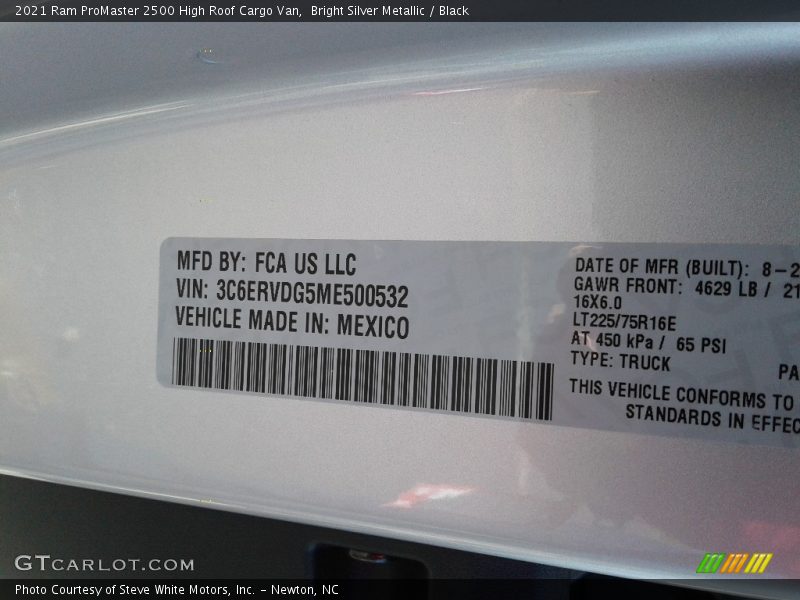 2021 Ram ProMaster 2500 High Roof Cargo Van, Bright Silver Metallic / Black
MFD BY: FCA US LLC
VIN: 3C6ERVDG5ME500532
VEHICLE MADE IN: MEXICO
DATE OF MFR (BUILT): 8-2
GAWR FRONT: 4629 LB / 21
16X6.0
LT225/75R16E
AT 450 kPa / 65 PSI
TYPE: TRUCK PA
THIS VEHICLE CONFORMS TO
STANDARDS IN EFFEC
GTCARLOT.COM
Photo Courtesy of Steve White Motors, Inc. - Newton, NC